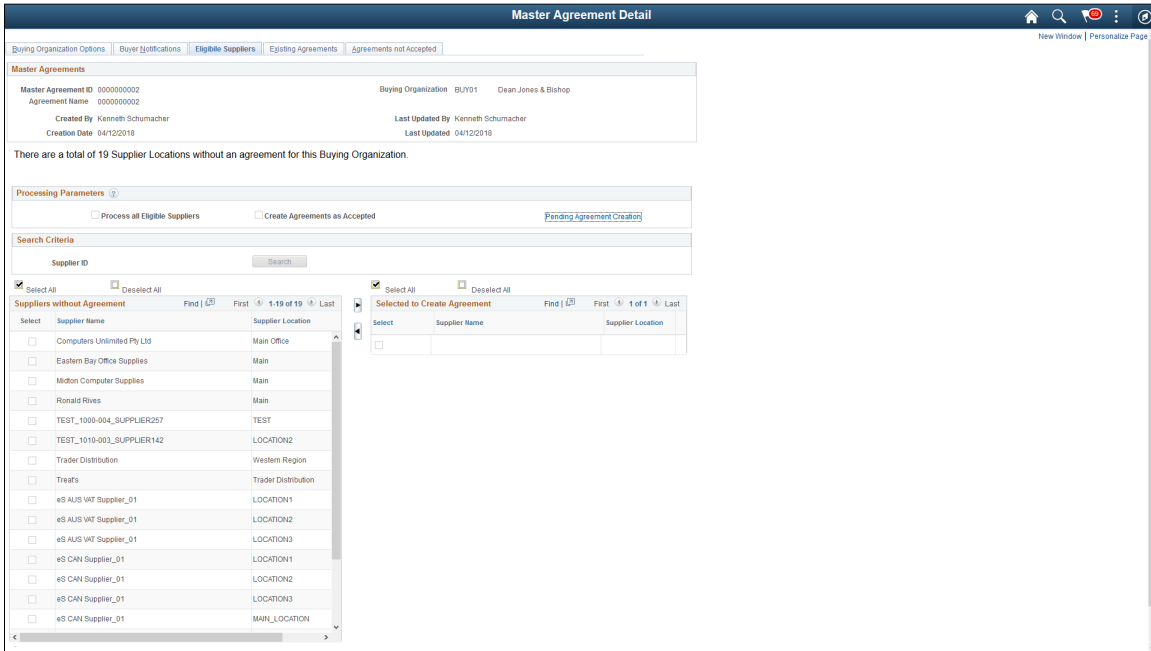 Master Agreement Detail
69
New Window | Personalize Page
Buying Organization Options
Buyer Notifications
Eligibile Suppliers
Existing Agreements
Agreements not Accepted
Master Agreements
Master Agreement ID 0000000002
Buying Organization BUY01 Dean Jones & Bishop
Agreement Name 0000000002
Created By Kenneth Schumacher
Last Updated By Kenneth Schumacher
Creation Date 04/12/2018
Last Updated 04/12/2018
There are a total of 19 Supplier Locations without an agreement for this Buying Organization.
Processing Parameters ?
Process all Eligible Suppliers
Create Agreements as Accepted
Pending Agreement Creation
Search Criteria
Supplier ID
Search
Select All
Deselect All
Suppliers without Agreement Find | First 1-19 of 19 Last
Select Supplier Name Supplier Location
Computers Unlimited Pty Ltd Main Office
Eastern Bay Office Supplies Main
Midton Computer Supplies Main
Ronald Rives Main
TEST_1000-004_SUPPLIER257 TEST
TEST_1010-003_SUPPLIER142 LOCATION2
Trader Distribution Western Region
Treat's Trader Distribution
eS AUS VAT Supplier_01 LOCATION1
eS AUS VAT Supplier_01 LOCATION2
eS AUS VAT Supplier_01 LOCATION3
eS CAN Supplier_01 LOCATION1
eS CAN Supplier_01 LOCATION2
eS CAN Supplier_01 LOCATION3
eS CAN Supplier_01 MAIN_LOCATION
Select All
Deselect All
Selected to Create Agreement Find | First 1 of 1 Last
Select Supplier Name Supplier Location